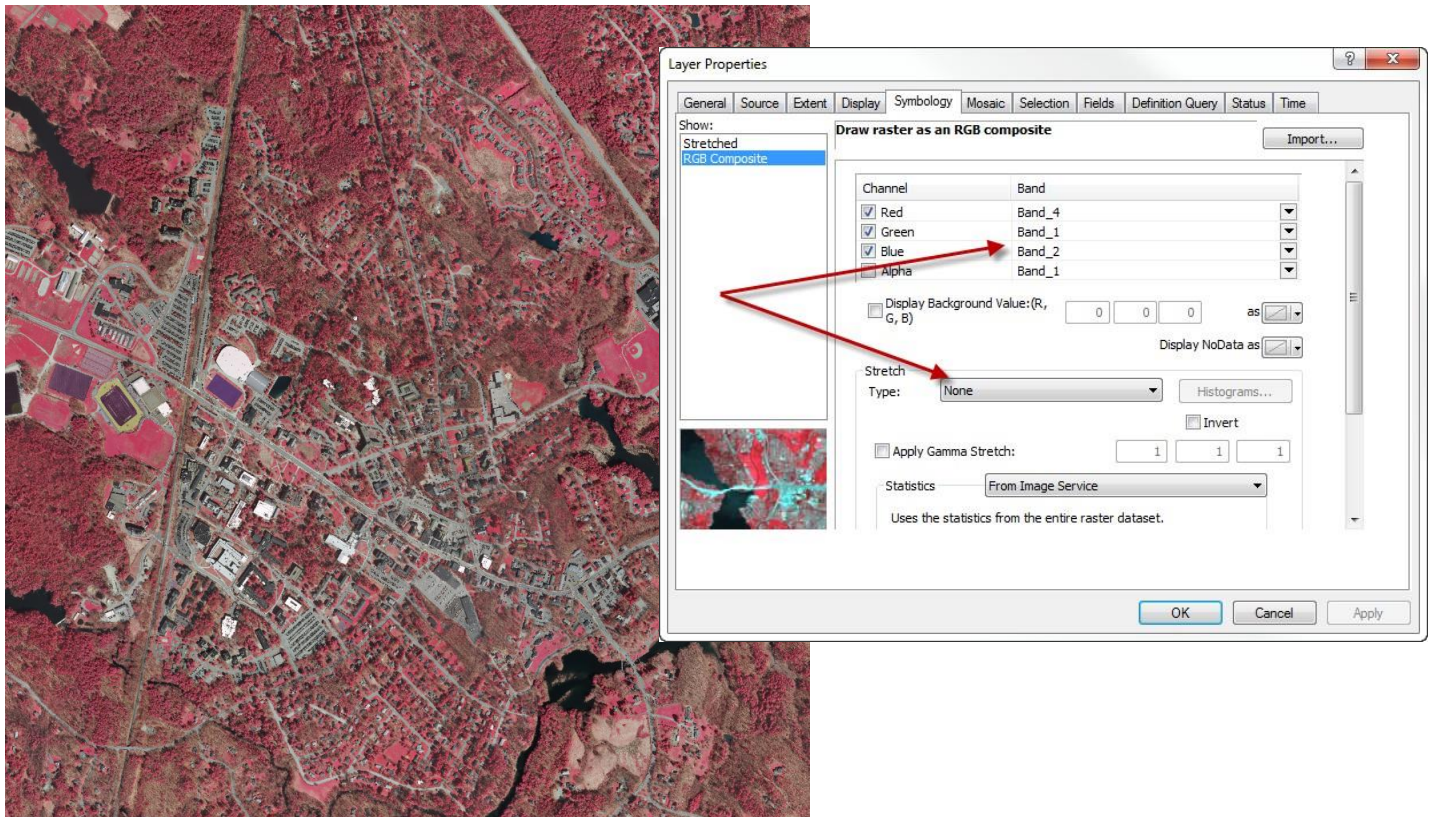 Layer Properties
General Source Extent Display Symbology Mosaic Selection Fields Definition Query Status Time
Show:
Stretched
RGB Composite
Draw raster as an RGB composite
Import...
Channel Band
Red Band_4
Green Band_1
Blue Band_2
Alpha Band_1
Display Background Value:(R,
G, B)
0 0 0 as
Display NoData as
Stretch
Type: None Histograms...
Invert
Apply Gamma Stretch: 1 1 1
Statistics From Image Service
Uses the statistics from the entire raster dataset.
OK Cancel Apply